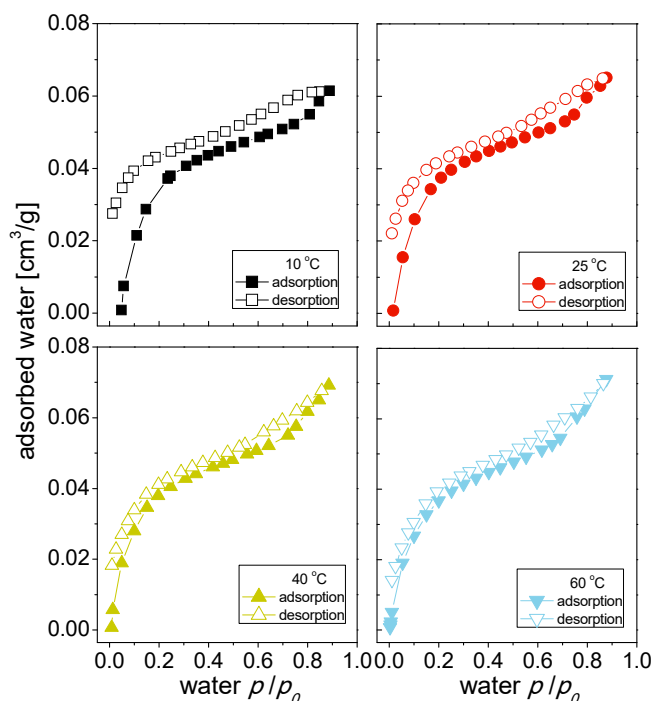 adsorbed water [cm³/g]
0.08
0.06
0.04
0.02
0.00
10 °C
adsorption
desorption
25 °C
adsorption
desorption
0.08
0.06
0.04
0.02
0.00
40 °C
adsorption
desorption
60 °C
adsorption
desorption
0.0 0.2 0.4 0.6 0.8 1.0
0.0 0.2 0.4 0.6 0.8 1.0
water p/p₀
water p/p₀